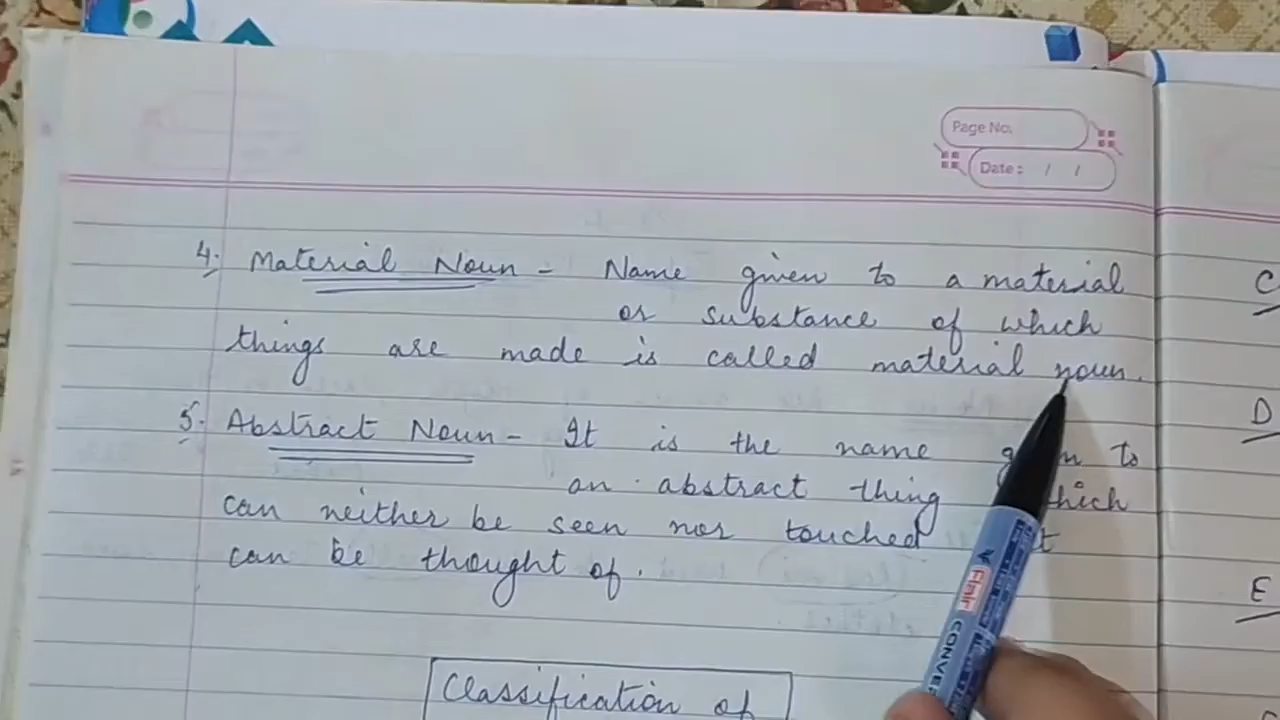 Page No.
Date: / /
4. Material Noun - Name given to a material
or substance of which
things are made is called material noun.
5. Abstract Noun - It is the name to
an abstract thing
can neither be seen nor touched
can be thought of.
Classification of
C
D
E
Flair